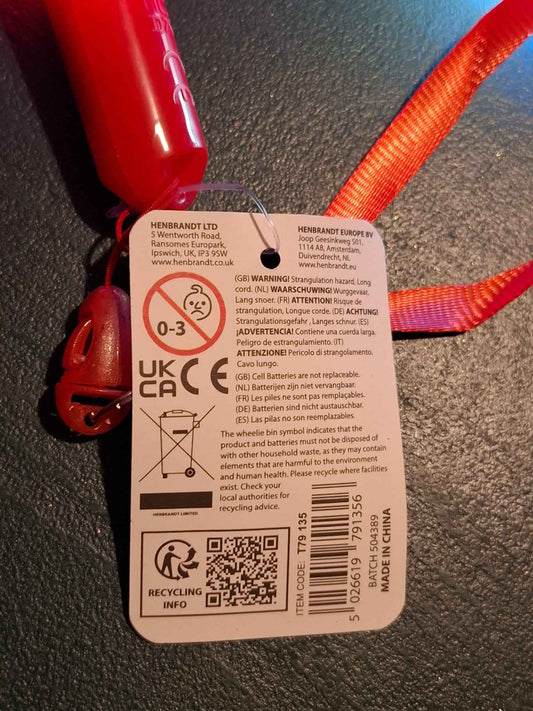 HENBRANDT LTD
5 Wentworth Road,
Ransomes Europark,
Ipswich, UK, IP3 9SW
www.henbrandt.co.uk
HENBRANDT EUROPE BV
Joop Geesinkweg 501,
1114 AB, Amsterdam,
Duivendrecht, NL
www.henbrandt.eu
0-3
(GB) WARNING! Strangulation hazard, Long
cord. (NL) WAARSCHUWING! Wurggevaar,
Lang snoer. (FR) ATTENTION! Risque de
strangulation, Longue corde. (DE) ACHTUNG!
Strangulationsgefahr, Langes schnur. (ES)
¡ADVERTENCIA! Contiene una cuerda larga.
Peligro de estrangulamiento. (IT)
ATTENZIONE! Pericolo di strangolamento.
Cavo lungo.
UK
CA
CE
(GB) Cell Batteries are not replaceable.
(NL) Batterijen zijn niet vervangbaar.
(FR) Les piles ne sont pas remplaçables.
(DE) Batterien sind nicht austauschbar.
(ES) Las pilas no son reemplazables.
The wheelie bin symbol indicates that the
product and batteries must not be disposed of
with other household waste, as they may contain
elements that are harmful to the environment
and human health. Please recycle where facilities
exist. Check your
local authorities for
recycling advice.
HENBRANDT LIMITED
RECYCLING
INFO
ITEM CODE: T79 135
5 026619 791356
BATCH 504389
MADE IN CHINA